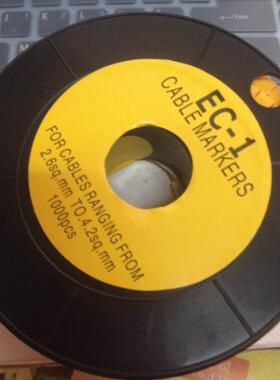 EC-1
CABLE MARKERS
FOR CABLES RANGING FROM
2.6sq.mm TO.4.2sq.mm
1000pcs